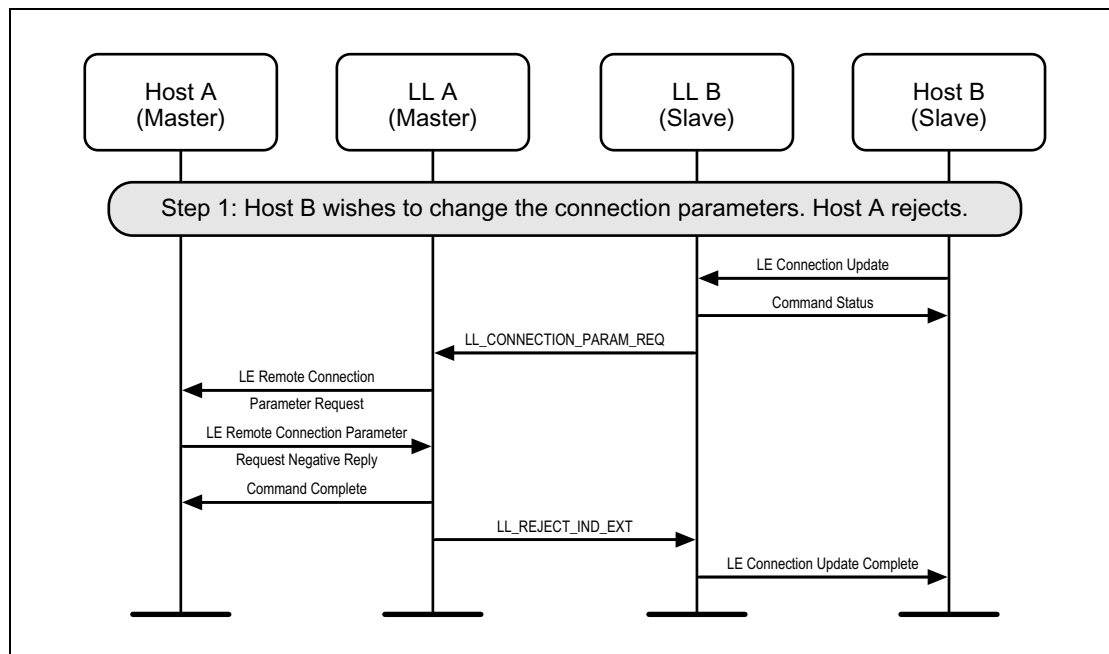 Host A
(Master)
LL A
(Master)
LL B
(Slave)
Host B
(Slave)
Step 1: Host B wishes to change the connection parameters. Host A rejects.
LE Connection Update
Command Status
LL_CONNECTION_PARAM_REQ
LE Remote Connection
Parameter Request
LE Remote Connection Parameter
Request Negative Reply
Command Complete
LL_REJECT_IND_EXT
LE Connection Update Complete